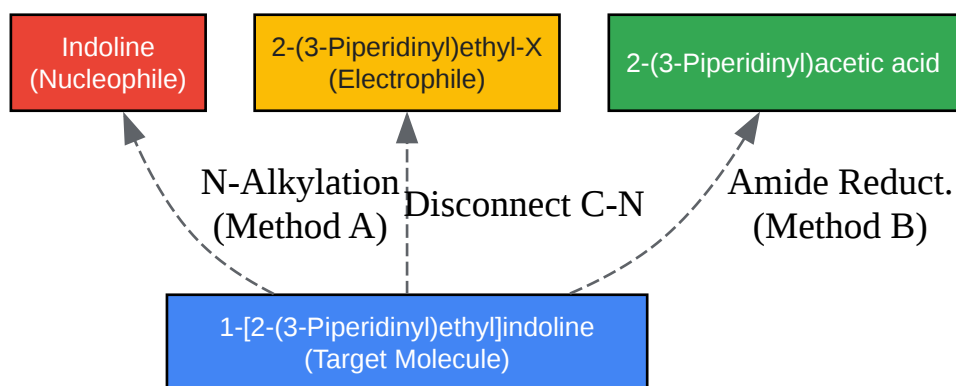 Indoline
(Nucleophile)
2-(3-Piperidinyl)ethyl-X
(Electrophile)
2-(3-Piperidinyl)acetic acid
N-Alkylation
(Method A)
Disconnect C-N
Amide Reduct.
(Method B)
1-[2-(3-Piperidinyl)ethyl]indoline
(Target Molecule)